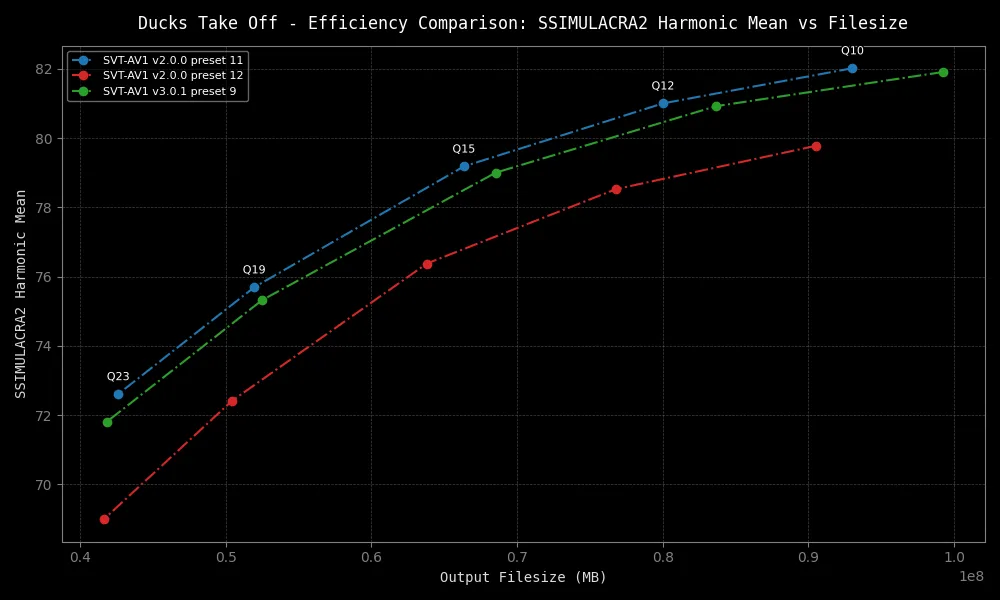 Ducks Take Off - Efficiency Comparison: SSIMULACRA2 Harmonic Mean vs Filesize
SVT-AV1 v2.0.0 preset 11
SVT-AV1 v2.0.0 preset 12
SVT-AV1 v3.0.1 preset 9
Q10
Q12
Q15
Q19
Q23
SSIMULACRA2 Harmonic Mean
82
80
78
76
74
72
70
0.4 0.5 0.6 0.7 0.8 0.9 1.0
1e8
Output Filesize (MB)